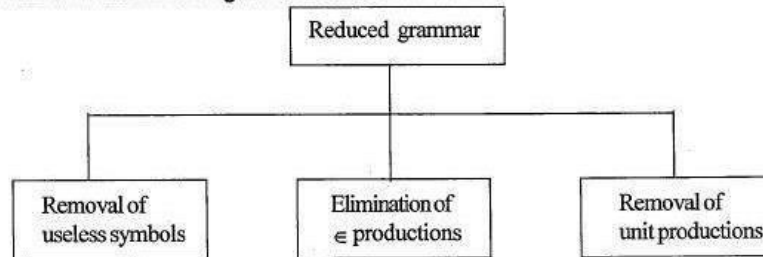 Reduced grammar
Removal of
useless symbols
Elimination of
∈ productions
Removal of
unit productions